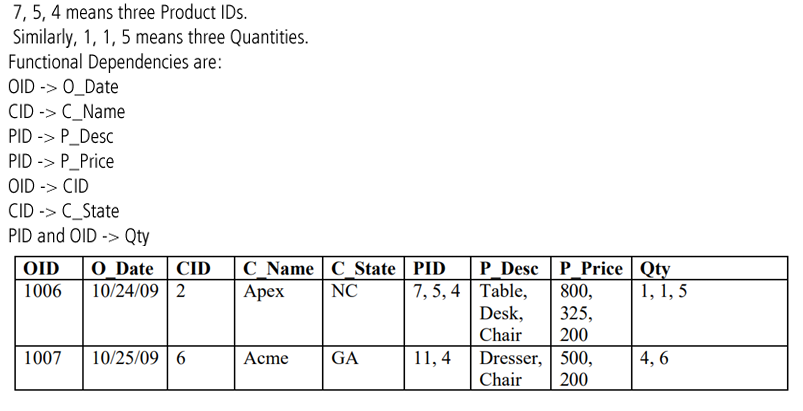 7, 5, 4 means three Product IDs.
Similarly, 1, 1, 5 means three Quantities.
Functional Dependencies are:
OID -> O_Date
CID -> C_Name
PID -> P_Desc
PID -> P_Price
OID -> CID
CID -> C_State
PID and OID -> Qty
OID O_Date CID C_Name C_State PID P_Desc P_Price Qty
1006 10/24/09 2 Apex NC 7, 5, 4 Table, 800, 1, 1, 5
Desk, 325,
Chair 200
1007 10/25/09 6 Acme GA 11, 4 Dresser, 500, 4, 6
Chair 200